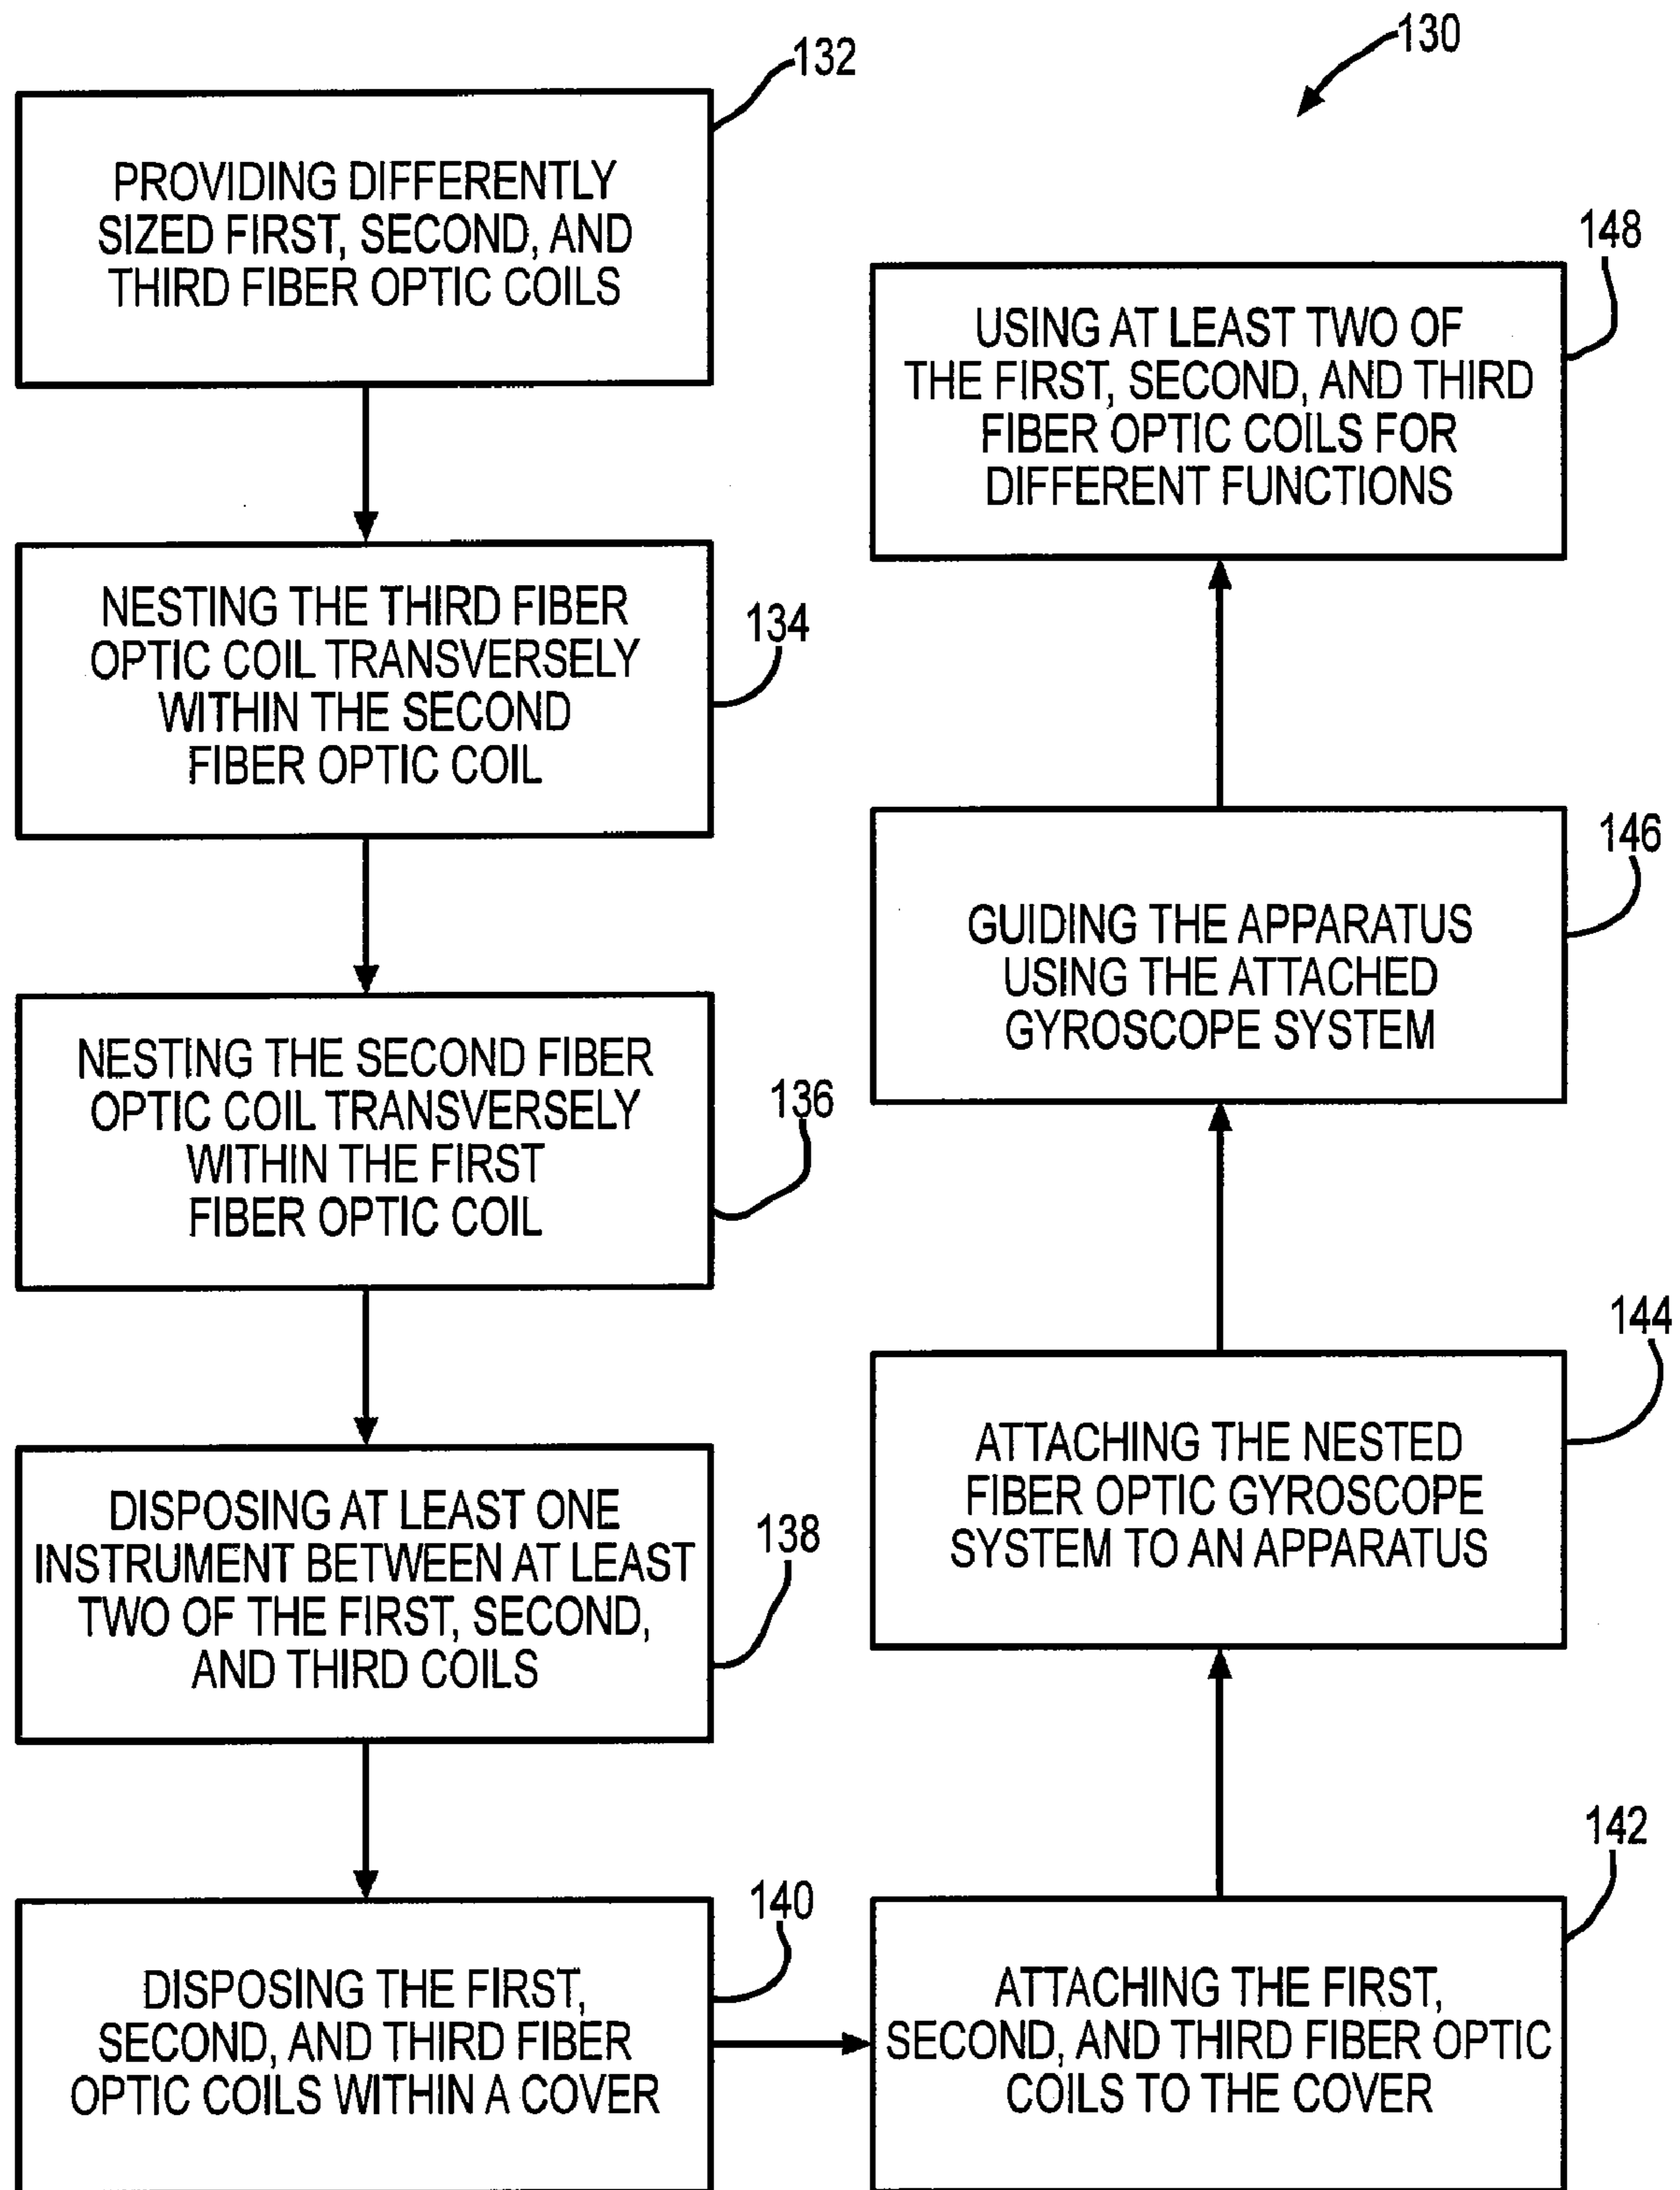 130
132
PROVIDING DIFFERENTLY
SIZED FIRST, SECOND, AND
THIRD FIBER OPTIC COILS
134
NESTING THE THIRD FIBER
OPTIC COIL TRANSVERSELY
WITHIN THE SECOND
FIBER OPTIC COIL
136
NESTING THE SECOND FIBER
OPTIC COIL TRANSVERSELY
WITHIN THE FIRST
FIBER OPTIC COIL
138
DISPOSING AT LEAST ONE
INSTRUMENT BETWEEN AT LEAST
TWO OF THE FIRST, SECOND,
AND THIRD COILS
140
DISPOSING THE FIRST,
SECOND, AND THIRD FIBER
OPTIC COILS WITHIN A COVER
142
ATTACHING THE FIRST,
SECOND, AND THIRD FIBER OPTIC
COILS TO THE COVER
144
ATTACHING THE NESTED
FIBER OPTIC GYROSCOPE
SYSTEM TO AN APPARATUS
146
GUIDING THE APPARATUS
USING THE ATTACHED
GYROSCOPE SYSTEM
148
USING AT LEAST TWO OF
THE FIRST, SECOND, AND THIRD
FIBER OPTIC COILS FOR
DIFFERENT FUNCTIONS